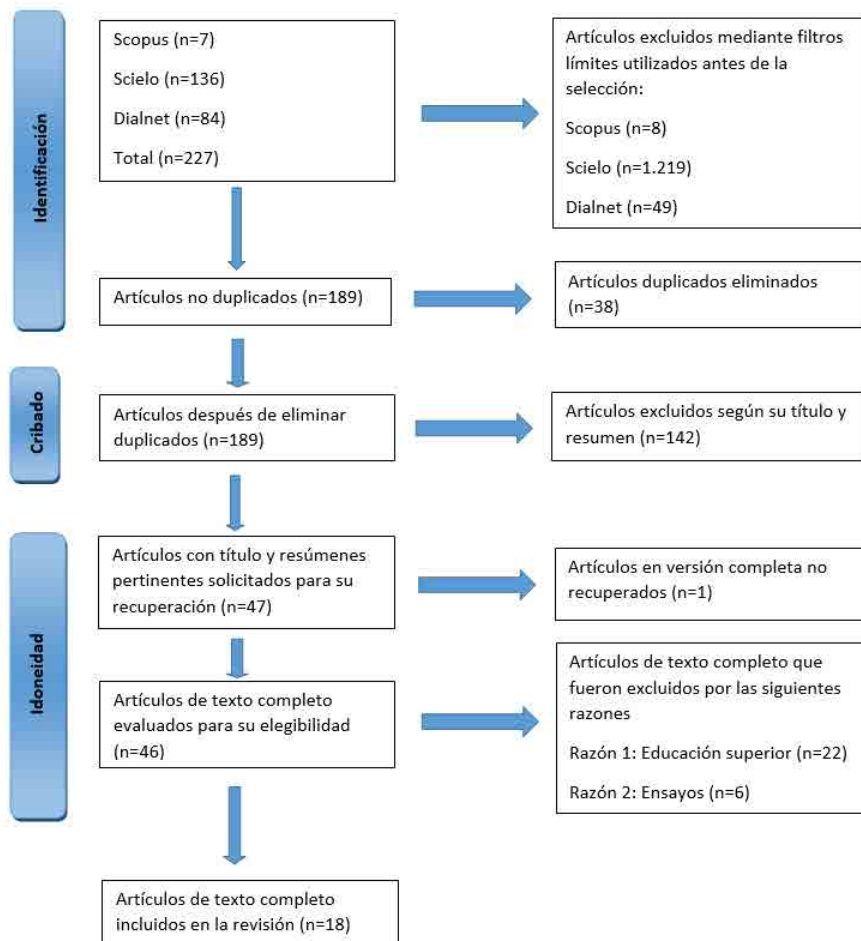 Identificación
Scopus (n=7)
Scielo (n=136)
Dialnet (n=84)
Total (n=227)
Artículos excluidos mediante filtros
límites utilizados antes de la
selección:
Scopus (n=8)
Scielo (n=1.219)
Dialnet (n=49)
Artículos no duplicados (n=189)
Artículos duplicados eliminados
(n=38)
Cribado
Artículos después de eliminar
duplicados (n=189)
Artículos excluidos según su título y
resumen (n=142)
Idoneidad
Artículos con título y resúmenes
pertinentes solicitados para su
recuperación (n=47)
Artículos en versión completa no
recuperados (n=1)
Artículos de texto completo
evaluados para su elegibilidad
(n=46)
Artículos de texto completo que
fueron excluidos por las siguientes
razones
Razón 1: Educación superior (n=22)
Razón 2: Ensayos (n=6)
Artículos de texto completo
incluidos en la revisión (n=18)